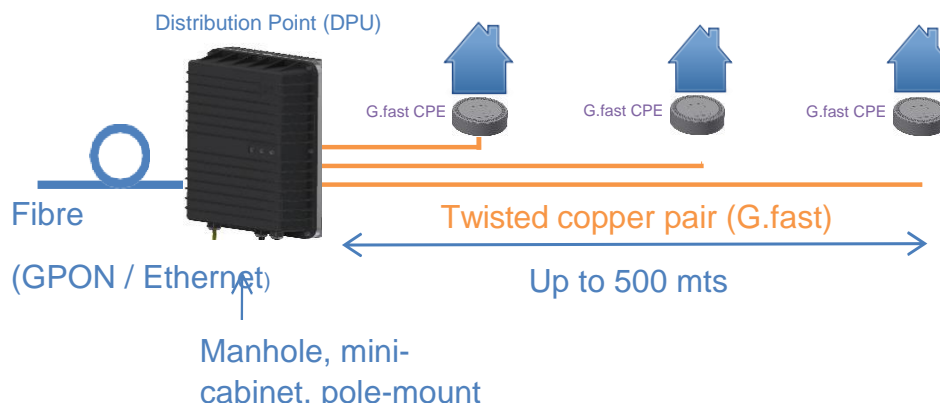 Distribution Point (DPU)
G.fast CPE
G.fast CPE
G.fast CPE
Fibre
(GPON / Ethernet)
Twisted copper pair (G.fast)
Up to 500 mts
Manhole, mini-
cabinet, pole-mount